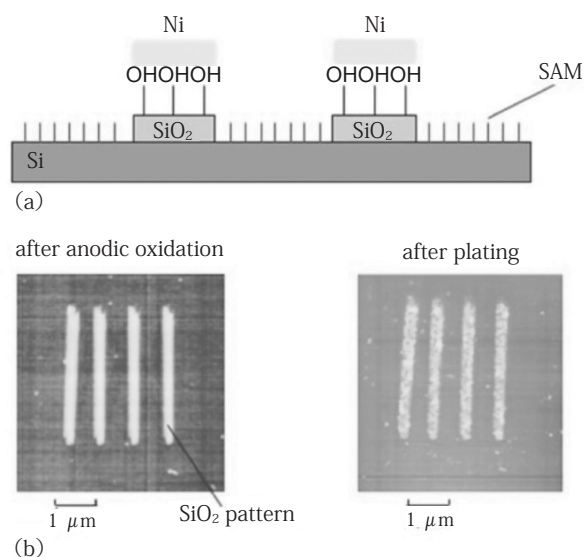 Ni Ni
OHOHOH OHOHOH
SAM
SiO₂ SiO₂
Si
(a)
after anodic oxidation after plating
SiO₂ pattern
1 μm 1 μm
(b)